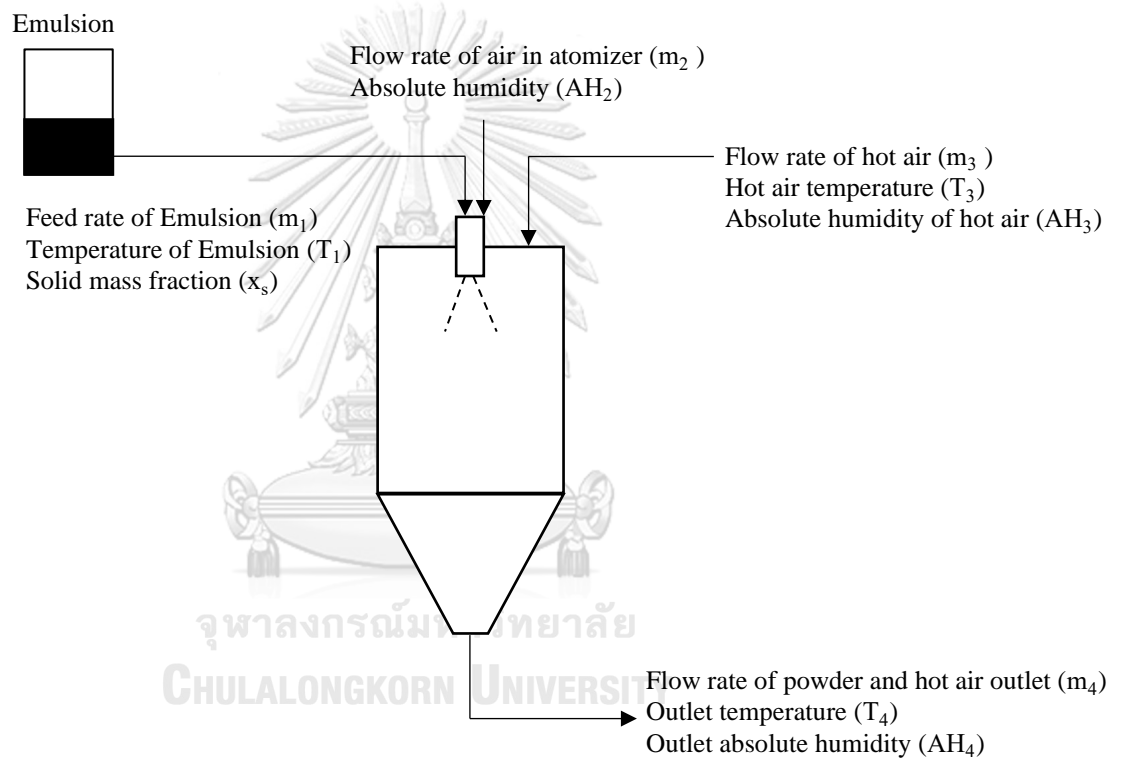 Emulsion
Flow rate of air in atomizer (m₂ )
Absolute humidity (AH₂)
Flow rate of hot air (m₃ )
Hot air temperature (T₃)
Absolute humidity of hot air (AH₃)
Feed rate of Emulsion (m₁)
Temperature of Emulsion (T₁)
Solid mass fraction (xₛ)
จุฬาลงกรณ์มหาวิทยาลัย
CHULALONGKORN UNIVERSITY
Flow rate of powder and hot air outlet (m₄)
Outlet temperature (T₄)
Outlet absolute humidity (AH₄)